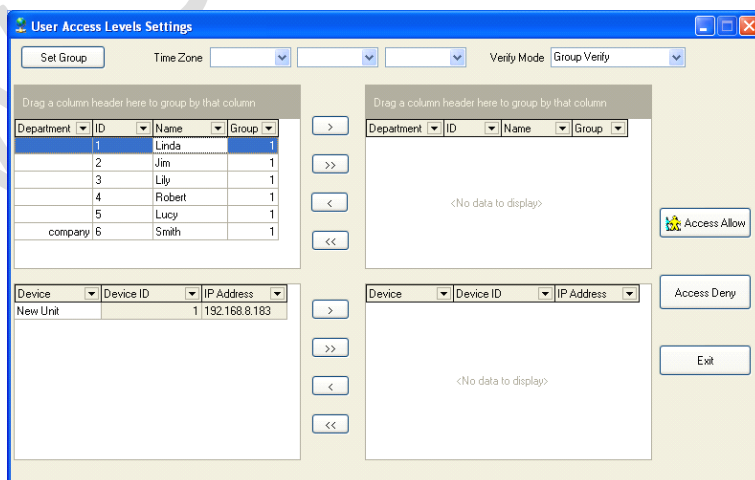 User Access Levels Settings
Set Group Time Zone Verify Mode Group Verify
Drag a column header here to group by that column
Department ID Name Group
1 Linda 1
2 Jim 1
3 Lily 1
4 Robert 1
5 Lucy 1
company 6 Smith 1
>
>>
<
<<
Drag a column header here to group by that column
Department ID Name Group
<No data to display>
Access Allow
Access Deny
Exit
Device Device ID IP Address
New Unit 1 192.168.8.183
>
>>
<
<<
Device Device ID IP Address
<No data to display>